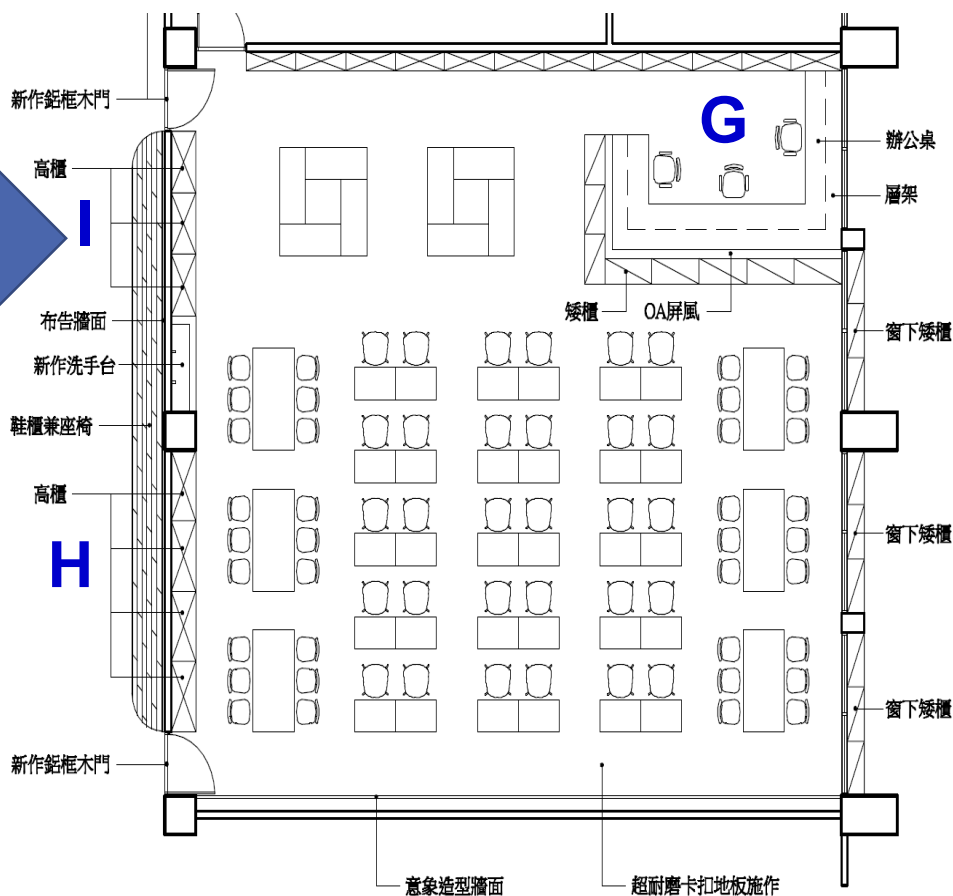 新作鋁框木門
G
辦公桌
高櫃
層架
I
矮櫃
OA屏風
布告牆面
窗下矮櫃
新作洗手台
鞋櫃兼座椅
高櫃
窗下矮櫃
H
窗下矮櫃
新作鋁框木門
意象造型牆面
超耐磨卡扣地板施作